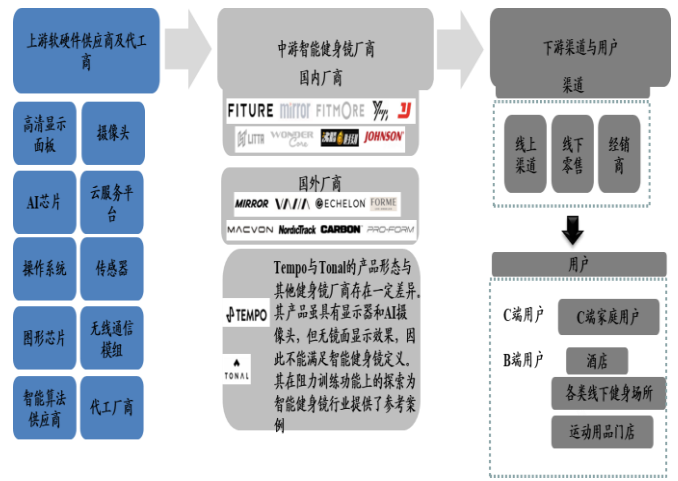 上游软硬件供应商及代工
商
高清显示
面板
摄像头
AI芯片
云服务平
台
操作系统
传感器
图形芯片
无线通信
模组
智能算法
供应商
代工厂商
中游智能健身镜厂商
国内厂商
FITURE mirror FITMORE
LITTA WONDER Core JOHNSON
国外厂商
MIRROR VAHA ECHELON FORME
MACVON NordicTrack CARBON PRO-FORM
TEMPO
TONAL
Tempo与Tonal的产品形态与
其他健身镜厂商存在一定差异。
其产品虽具有显示器和AI摄
像头，但无镜面显示效果，因
此不能满足智能健身镜定义。
其在阻力训练功能上的探索为
智能健身镜行业提供了参考案
例
下游渠道与用户
渠道
线上
渠道
线下
零售
经销
商
用户
C端用户
C端家庭用户
B端用户
酒店
各类线下健身场所
运动用品门店